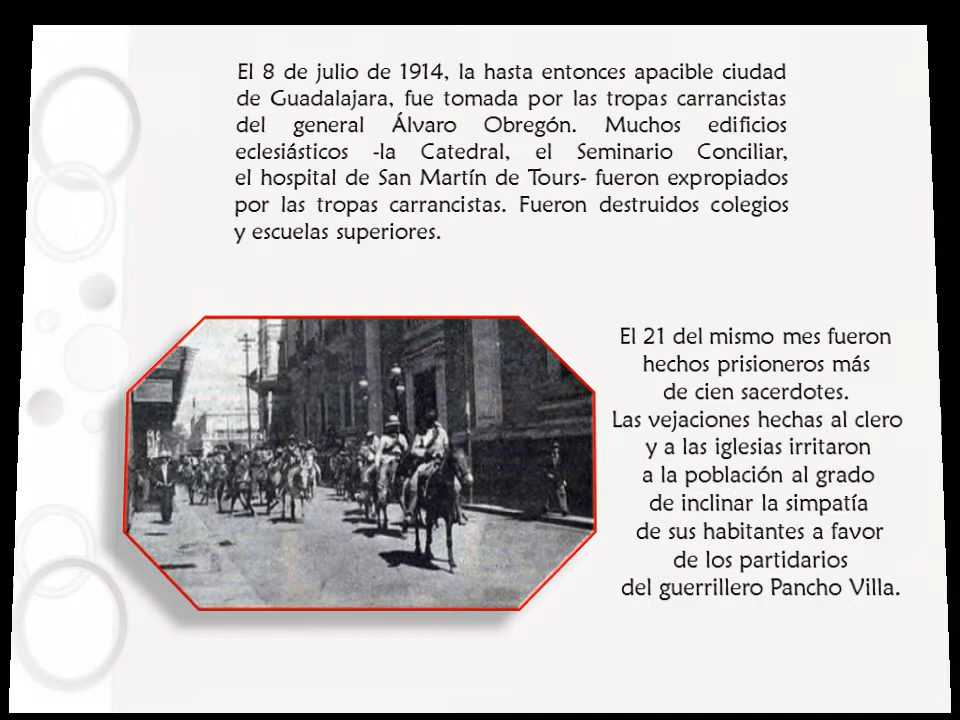 El 8 de julio de 1914, la hasta entonces apacible ciudad
de Guadalajara, fue tomada por las tropas carrancistas
del general Álvaro Obregón. Muchos edificios
eclesiásticos -la Catedral, el Seminario Conciliar,
el hospital de San Martín de Tours- fueron expropiados
por las tropas carrancistas. Fueron destruidos colegios
y escuelas superiores.
El 21 del mismo mes fueron
hechos prisioneros más
de cien sacerdotes.
Las vejaciones hechas al clero
y a las iglesias irritaron
a la población al grado
de inclinar la simpatía
de sus habitantes a favor
de los partidarios
del guerrillero Pancho Villa.